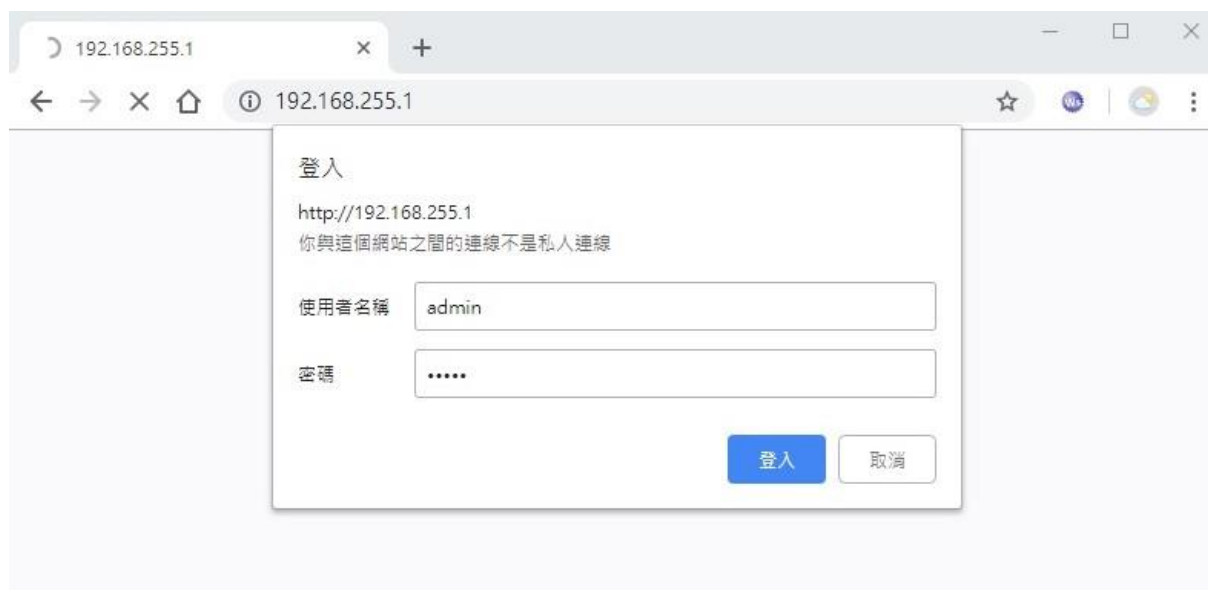 192.168.255.1
192.168.255.1
登入
http://192.168.255.1
你與這個網站之間的連線不是私人連線
使用者名稱 admin
密碼 •••••
登入 取消